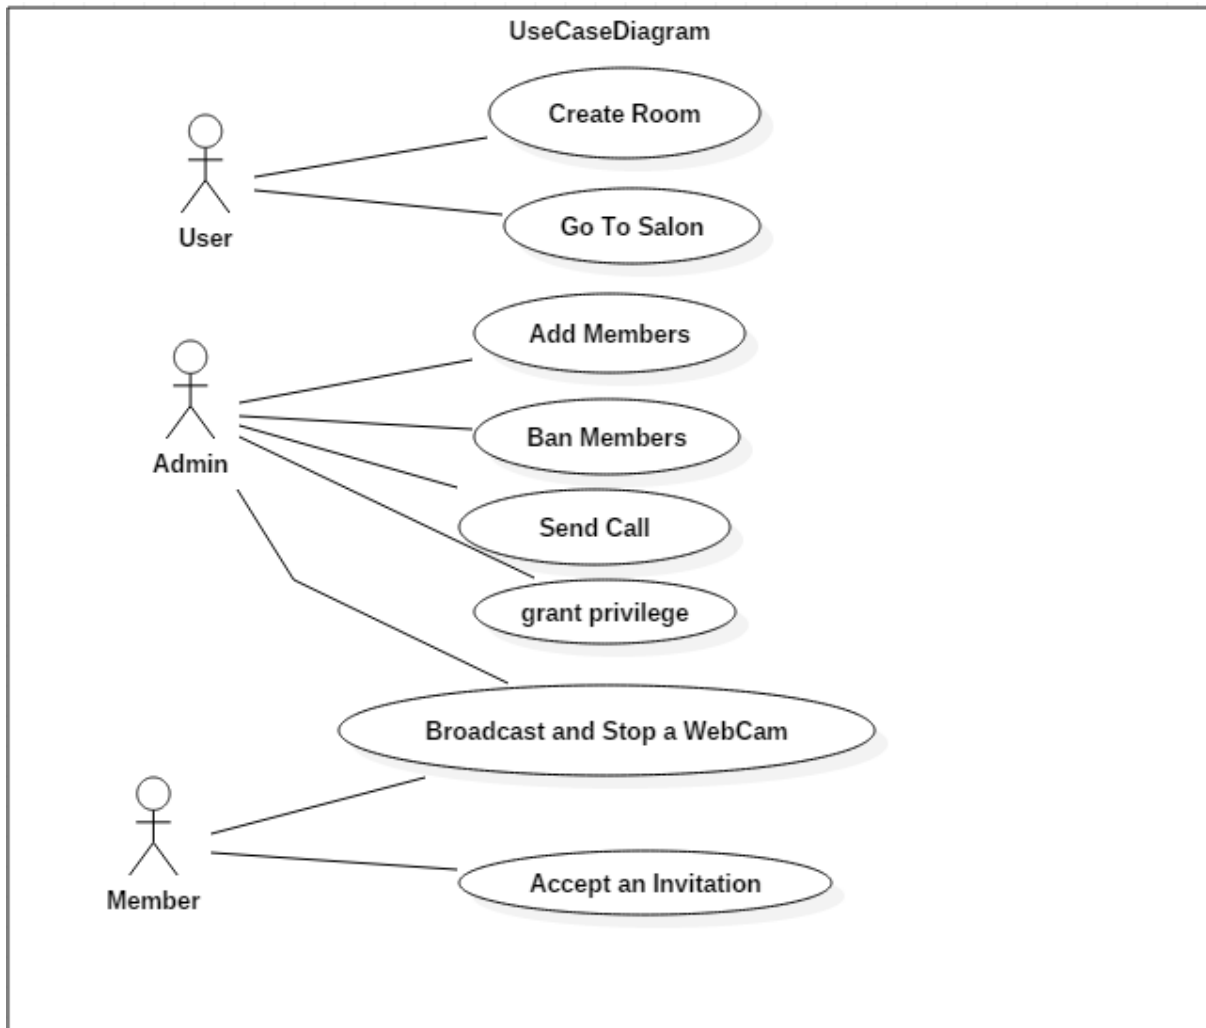 UseCaseDiagram
Create Room
User
Go To Salon
Add Members
Admin
Ban Members
Send Call
grant privilege
Broadcast and Stop a WebCam
Member
Accept an Invitation